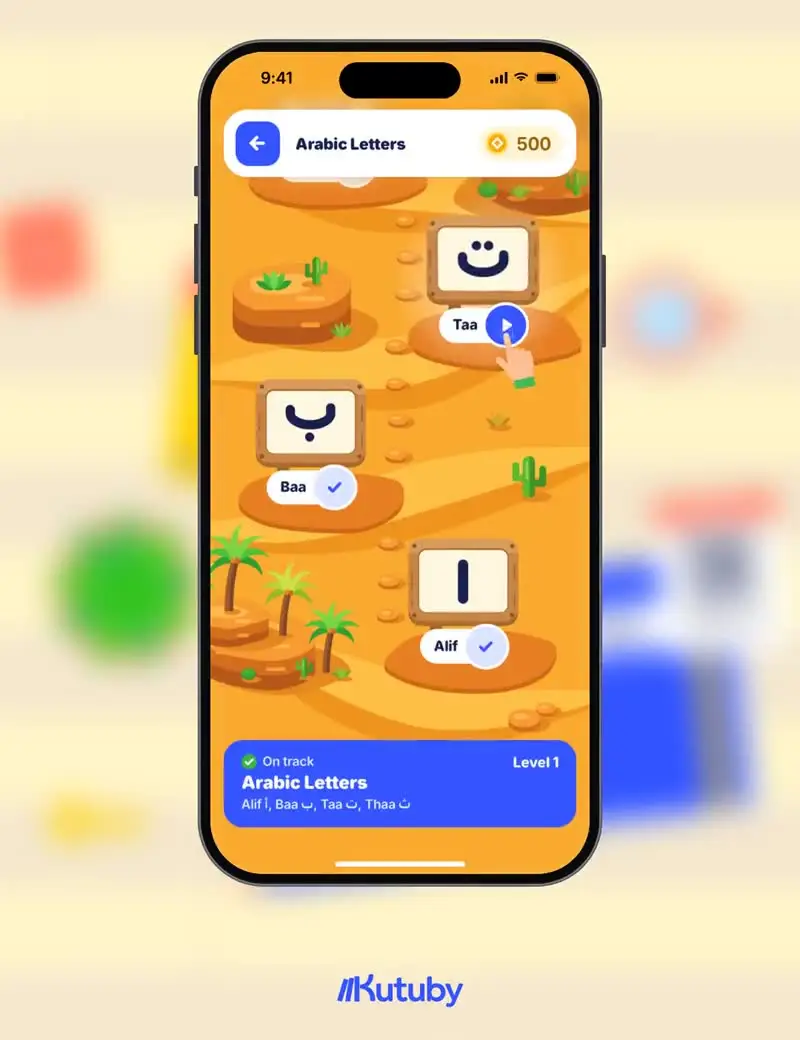 9:41
Arabic Letters
500
ت
Taa
ب
Baa
ا
Alif
On track
Level 1
Arabic Letters
Alif أ, Baa ب, Taa ت, Thaa ث
Kutuby